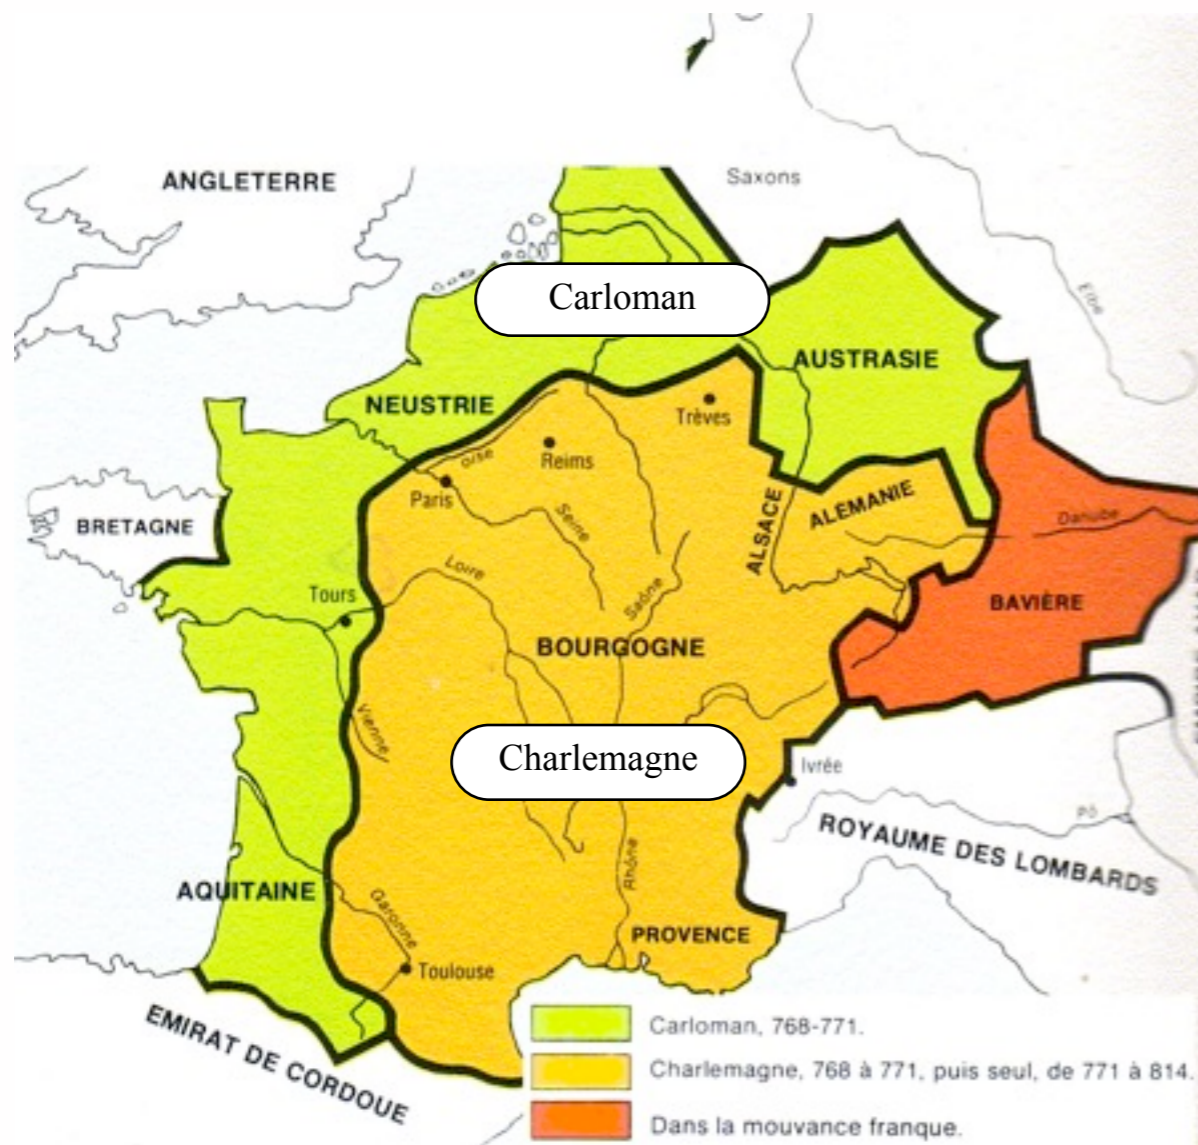 Saxons
ANGLETERRE
Elbe
Carloman
AUSTRASIE
NEUSTRIE
Trèves
Oise
Reims
Paris
ALSACE
ALEMANIE
Seine
Danube
BRETAGNE
Loire
Tours
Saône
BAVIÈRE
BOURGOGNE
Vienne
Charlemagne
Ivrée
Pô
ROYAUME DES LOMBARDS
Rhône
AQUITAINE
Garonne
PROVENCE
Toulouse
EMIRAT DE CORDOUE
Carloman, 768-771.
Charlemagne, 768 à 771, puis seul, de 771 à 814.
Dans la mouvance franque.